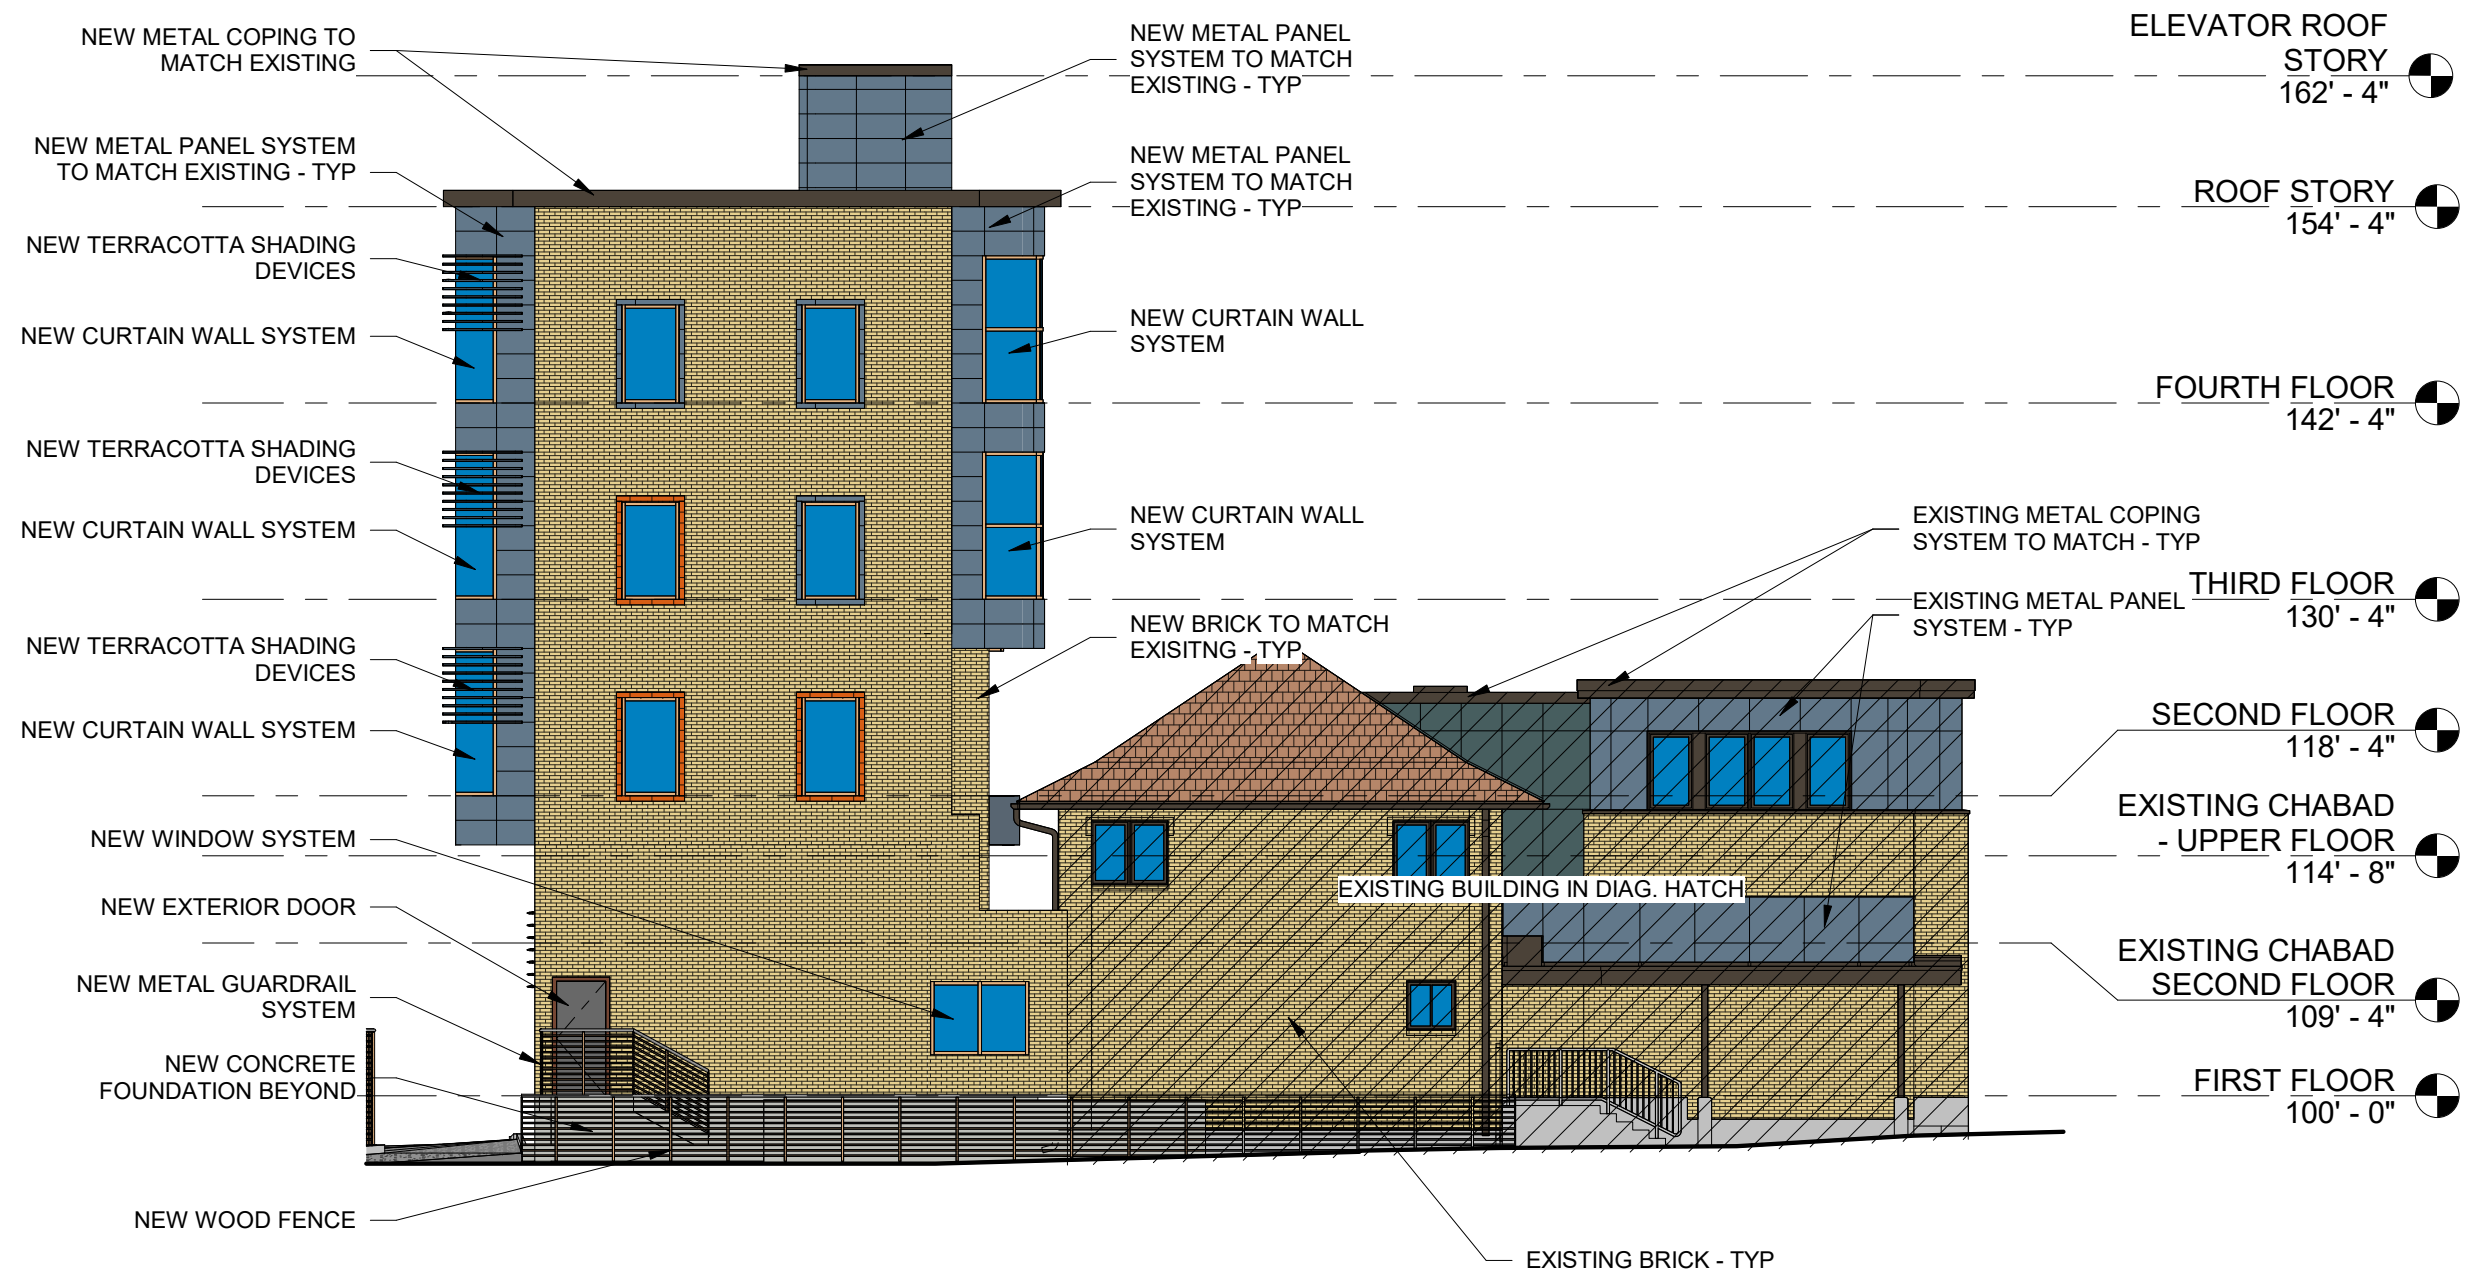 NEW METAL COPING TO
MATCH EXISTING
NEW METAL PANEL SYSTEM
TO MATCH EXISTING - TYP
NEW TERRACOTTA SHADING
DEVICES
NEW CURTAIN WALL SYSTEM
NEW TERRACOTTA SHADING
DEVICES
NEW CURTAIN WALL SYSTEM
NEW TERRACOTTA SHADING
DEVICES
NEW CURTAIN WALL SYSTEM
NEW WINDOW SYSTEM
NEW EXTERIOR DOOR
NEW METAL GUARDRAIL
SYSTEM
NEW CONCRETE
FOUNDATION BEYOND
NEW WOOD FENCE
NEW METAL PANEL
SYSTEM TO MATCH
EXISTING - TYP
NEW METAL PANEL
SYSTEM TO MATCH
EXISTING - TYP
NEW CURTAIN WALL
SYSTEM
NEW CURTAIN WALL
SYSTEM
NEW BRICK TO MATCH
EXISITNG - TYP
EXISTING BUILDING IN DIAG. HATCH
EXISTING BRICK - TYP
EXISTING METAL COPING
SYSTEM TO MATCH - TYP
EXISTING METAL PANEL
SYSTEM - TYP
ELEVATOR ROOF
STORY
162' - 4"
ROOF STORY
154' - 4"
FOURTH FLOOR
142' - 4"
THIRD FLOOR
130' - 4"
SECOND FLOOR
118' - 4"
EXISTING CHABAD
- UPPER FLOOR
114' - 8"
EXISTING CHABAD
SECOND FLOOR
109' - 4"
FIRST FLOOR
100' - 0"